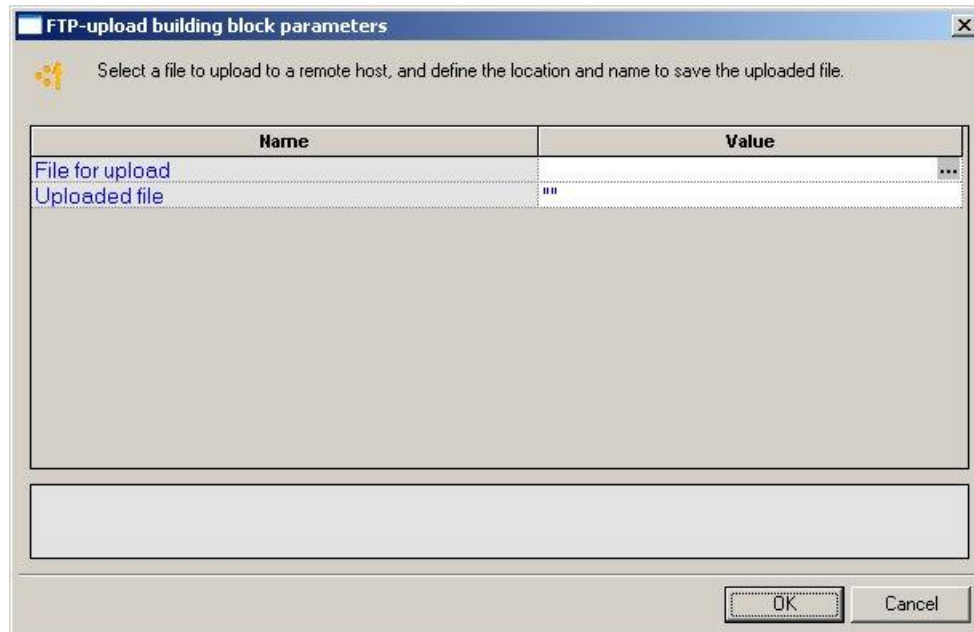 FTP-upload building block parameters
Select a file to upload to a remote host, and define the location and name to save the uploaded file.
Name Value
File for upload ...
Uploaded file ""
OK Cancel